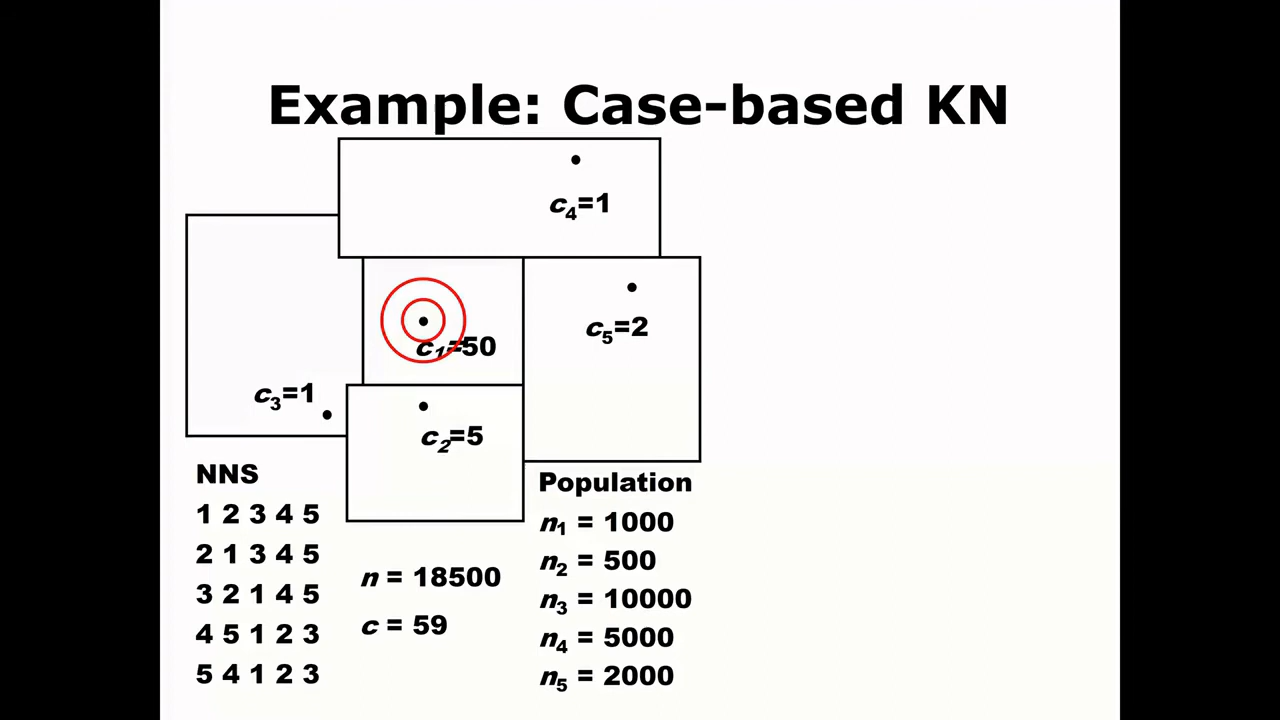 Example: Case-based KN
c4=1
c5=2
c1=50
c3=1
c2=5
NNS
1 2 3 4 5
2 1 3 4 5
3 2 1 4 5
4 5 1 2 3
5 4 1 2 3
n = 18500
c = 59
Population
n1 = 1000
n2 = 500
n3 = 10000
n4 = 5000
n5 = 2000